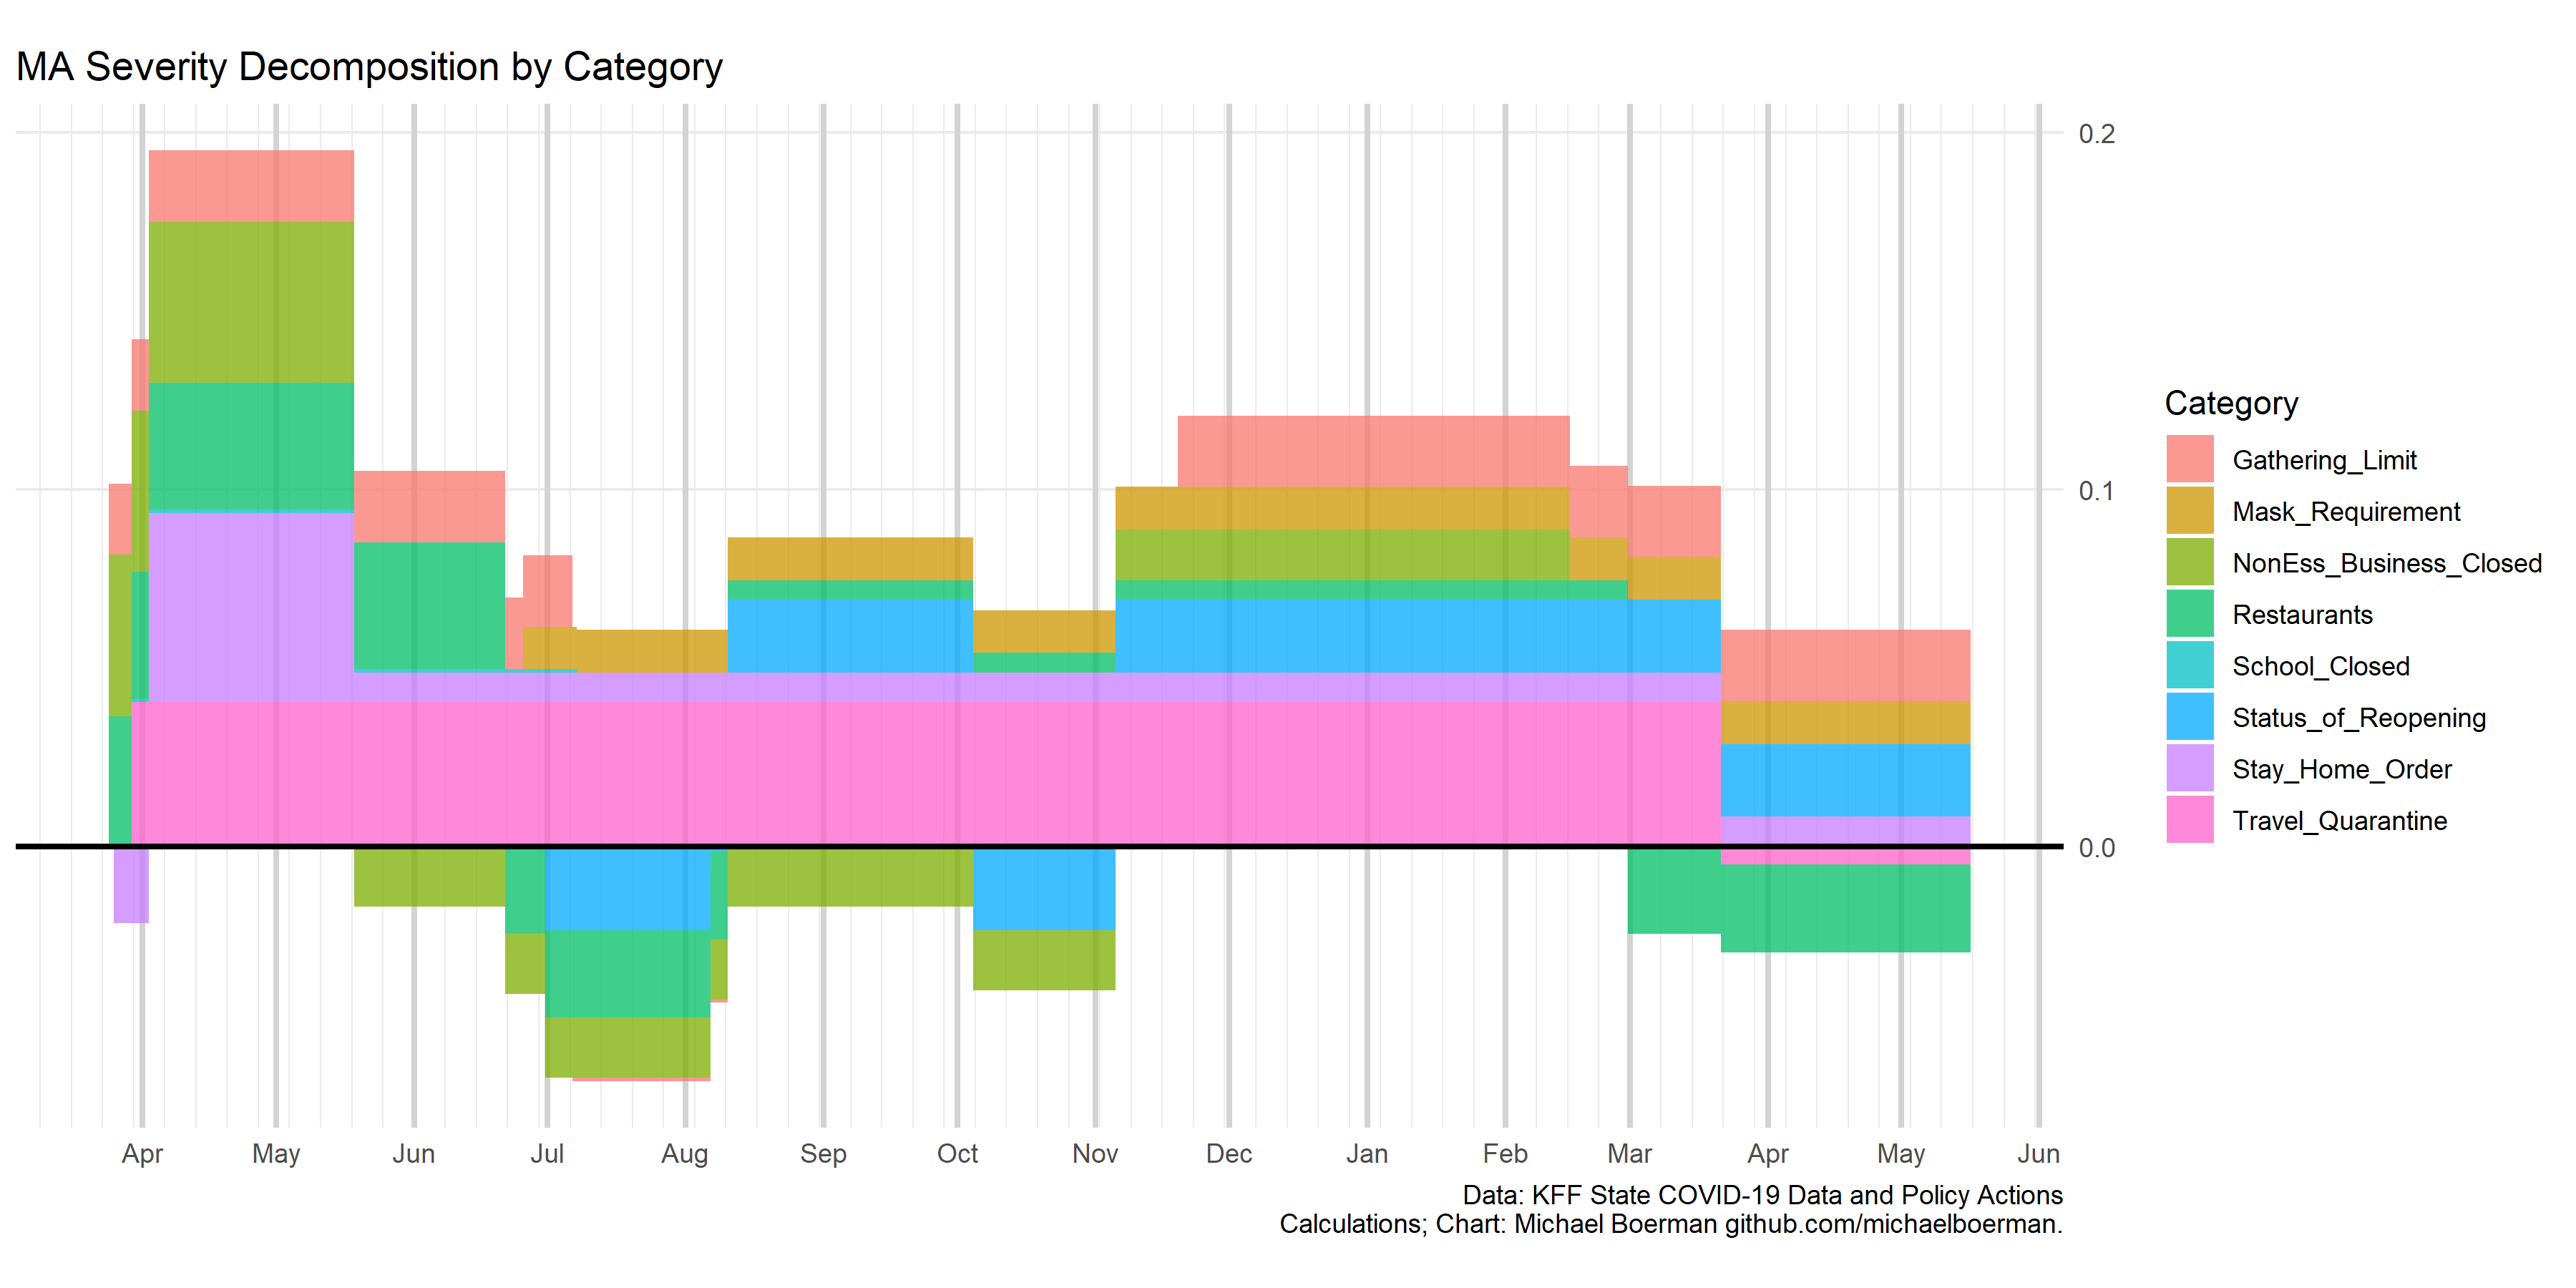 MA Severity Decomposition by Category
0.2
0.1
0.0
Apr May Jun Jul Aug Sep Oct Nov Dec Jan Feb Mar Apr May Jun
Category
Gathering_Limit
Mask_Requirement
NonEss_Business_Closed
Restaurants
School_Closed
Status_of_Reopening
Stay_Home_Order
Travel_Quarantine
Data: KFF State COVID-19 Data and Policy Actions
Calculations; Chart: Michael Boerman github.com/michaelboerman.